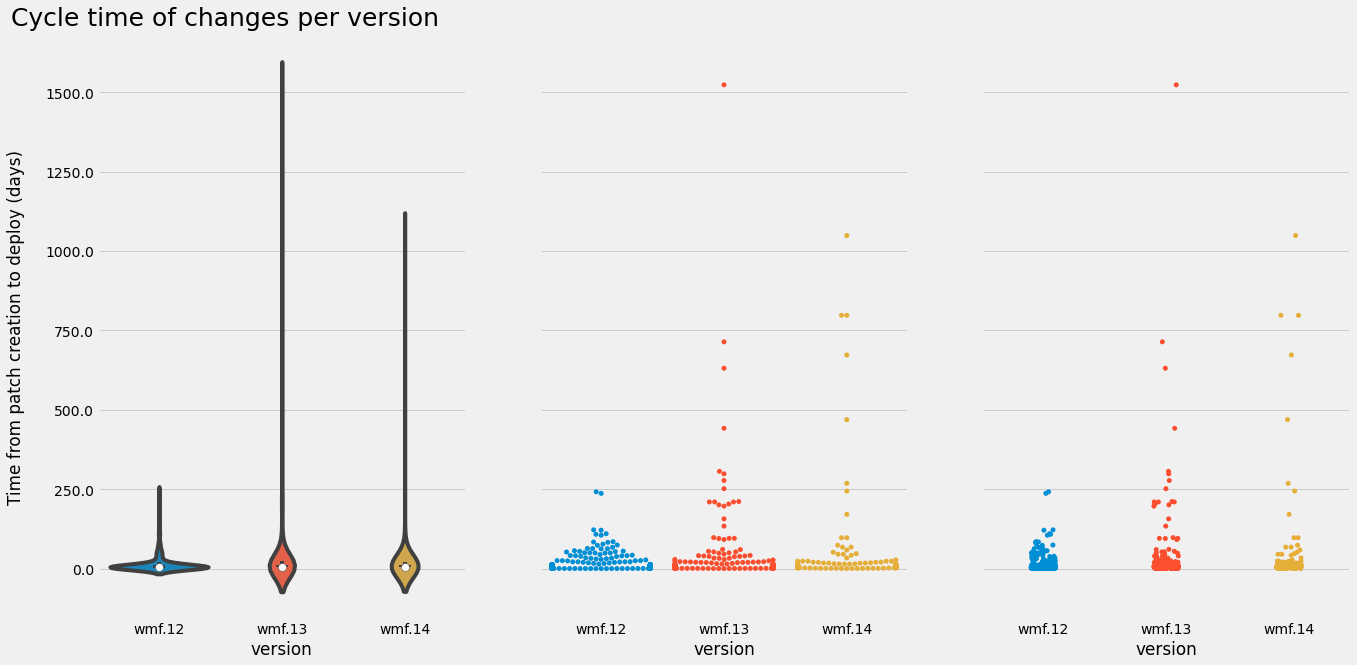 Cycle time of changes per version
Time from patch creation to deploy (days)
1500.0
1250.0
1000.0
750.0
500.0
250.0
0.0
wmf.12 wmf.13 wmf.14
version
wmf.12 wmf.13 wmf.14
version
wmf.12 wmf.13 wmf.14
version